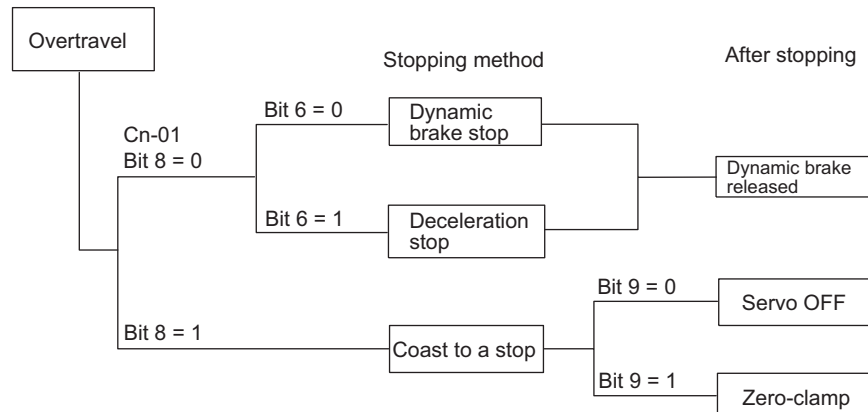 Overtravel
Stopping method
After stopping
Cn-01
Bit 8 = 0
Bit 6 = 0
Dynamic
brake stop
Dynamic brake
released
Bit 6 = 1
Deceleration
stop
Bit 8 = 1
Coast to a stop
Bit 9 = 0
Servo OFF
Bit 9 = 1
Zero-clamp